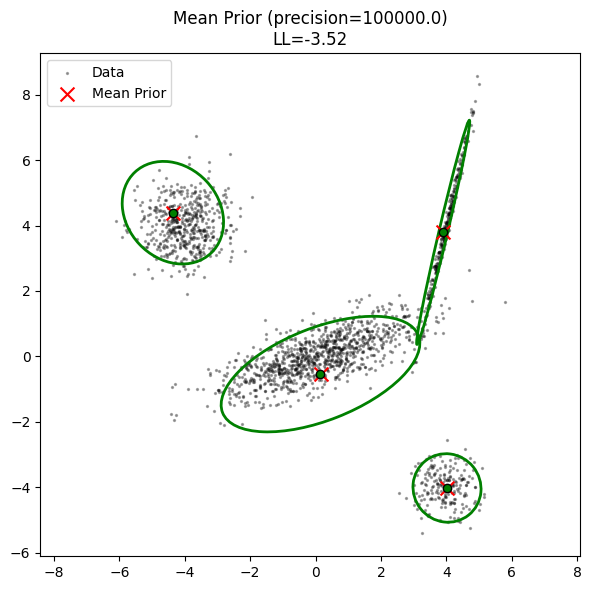 Mean Prior (precision=100000.0)
LL=-3.52
Data
Mean Prior
8
6
4
2
0
−2
−4
−6
−8 −6 −4 −2 0 2 4 6 8